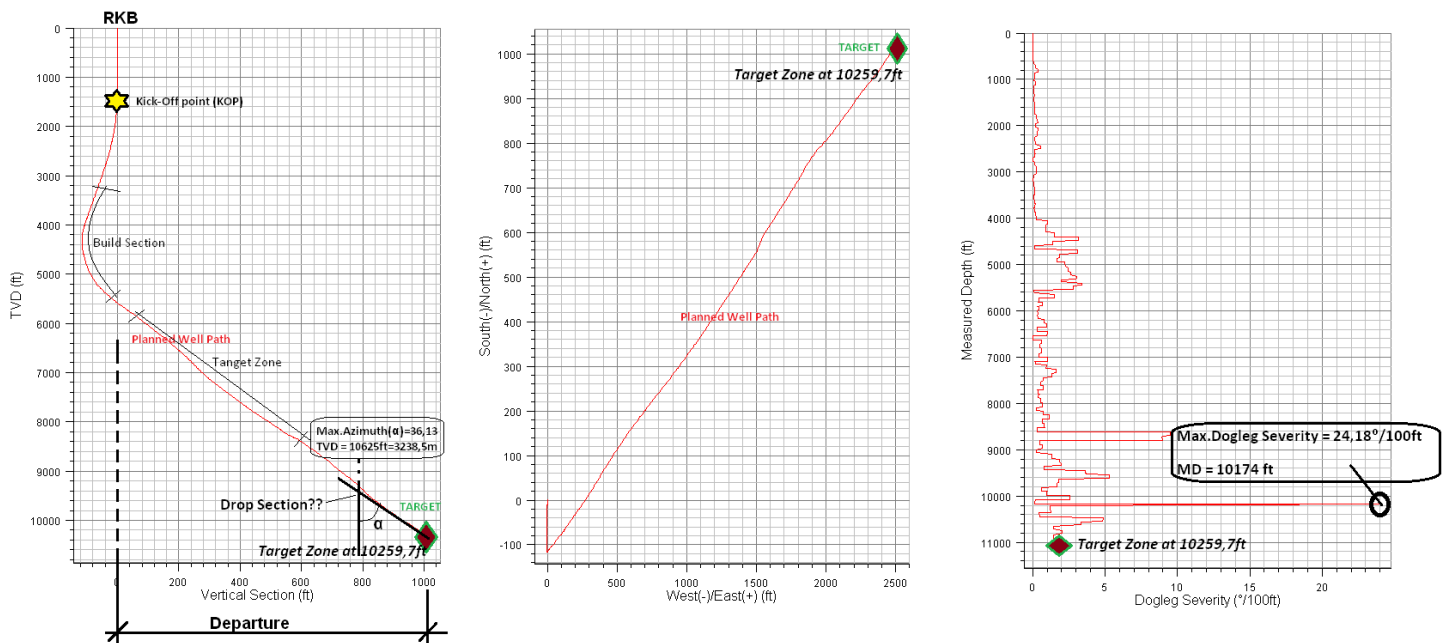 RKB
0
1000
2000
3000
4000
5000
6000
7000
8000
9000
10000
TVD (ft)
Kick-Off point (KOP)
Build Section
Planned Well Path
Tanget Zone
Max.Azimuth(α)=36,13
TVD = 10625ft=3238,5m
Drop Section??
TARGET
α
Target Zone at 10259,7ft
0
200
400
600
800
1000
Vertical Section (ft)
Departure
1000
900
800
700
600
500
400
300
200
100
0
-100
South(-)/North(+) (ft)
TARGET
Target Zone at 10259,7ft
Planned Well Path
0
500
1000
1500
2000
2500
West(-)/East(+) (ft)
0
1000
2000
3000
4000
5000
6000
7000
8000
9000
10000
11000
Measured Depth (ft)
Max.Dogleg Severity = 24,18⁰/100ft
MD = 10174 ft
Target Zone at 10259,7ft
0
5
10
15
20
Dogleg Severity (°/100ft)